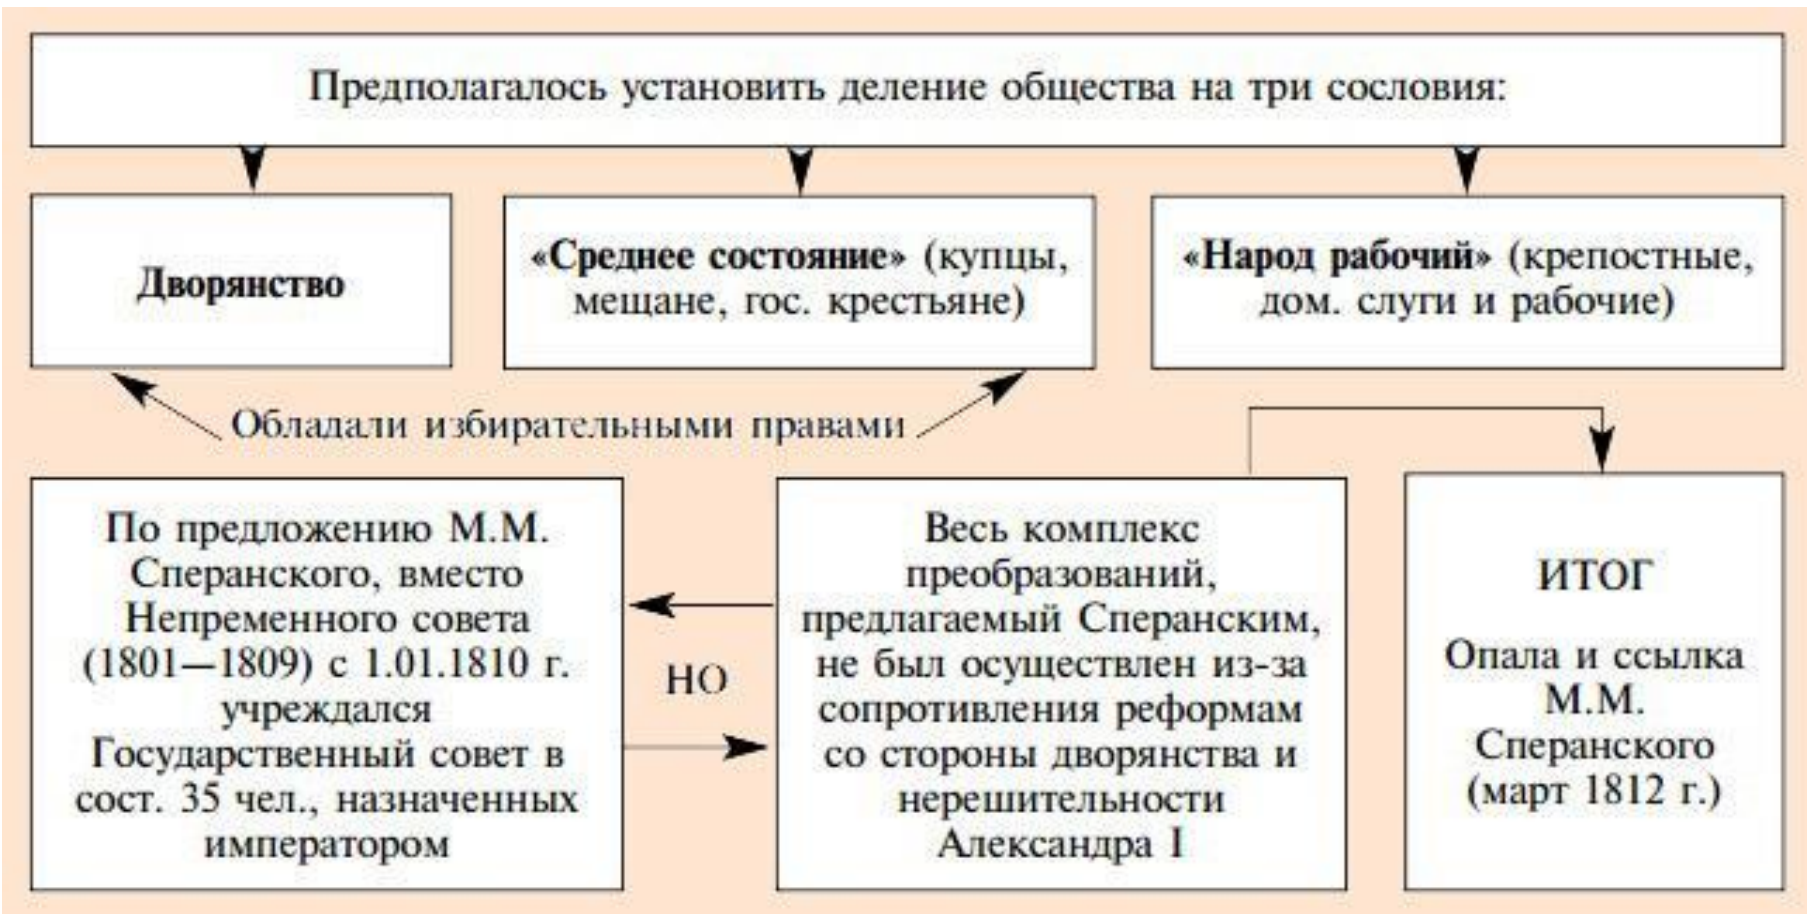 Предполагалось установить деление общества на три сословия:
Дворянство
«Среднее состояние» (купцы,
мещане, гос. крестьяне)
«Народ рабочий» (крепостные,
дом. слуги и рабочие)
Обладали избирательными правами
По предложению М.М.
Сперанского, вместо
Непременного совета
(1801—1809) с 1.01.1810 г.
учреждался
Государственный совет в
сост. 35 чел., назначенных
императором
НО
Весь комплекс
преобразований,
предлагаемый Сперанским,
не был осуществлен из-за
сопротивления реформам
со стороны дворянства и
нерешительности
Александра I
ИТОГ
Опала и ссылка
М.М.
Сперанского
(март 1812 г.)